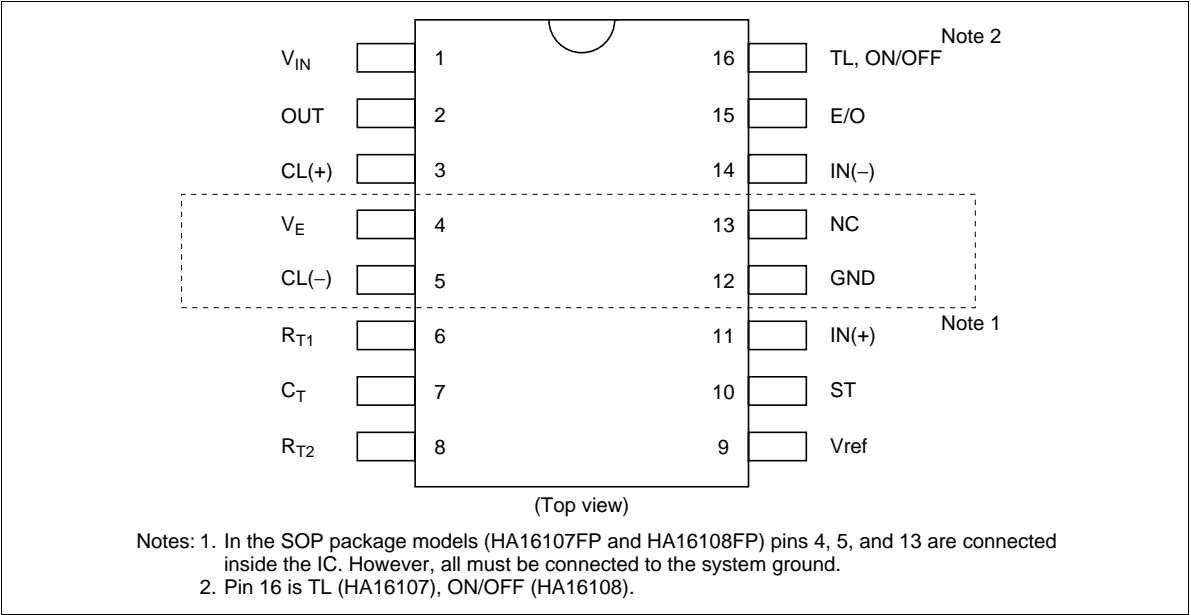 Note 2
V_IN 1 16 TL, ON/OFF
OUT 2 15 E/O
CL(+) 3 14 IN(−)
V_E 4 13 NC
CL(−) 5 12 GND
Note 1
R_T1 6 11 IN(+)
C_T 7 10 ST
R_T2 8 9 Vref
(Top view)
Notes: 1. In the SOP package models (HA16107FP and HA16108FP) pins 4, 5, and 13 are connected
inside the IC. However, all must be connected to the system ground.
2. Pin 16 is TL (HA16107), ON/OFF (HA16108).